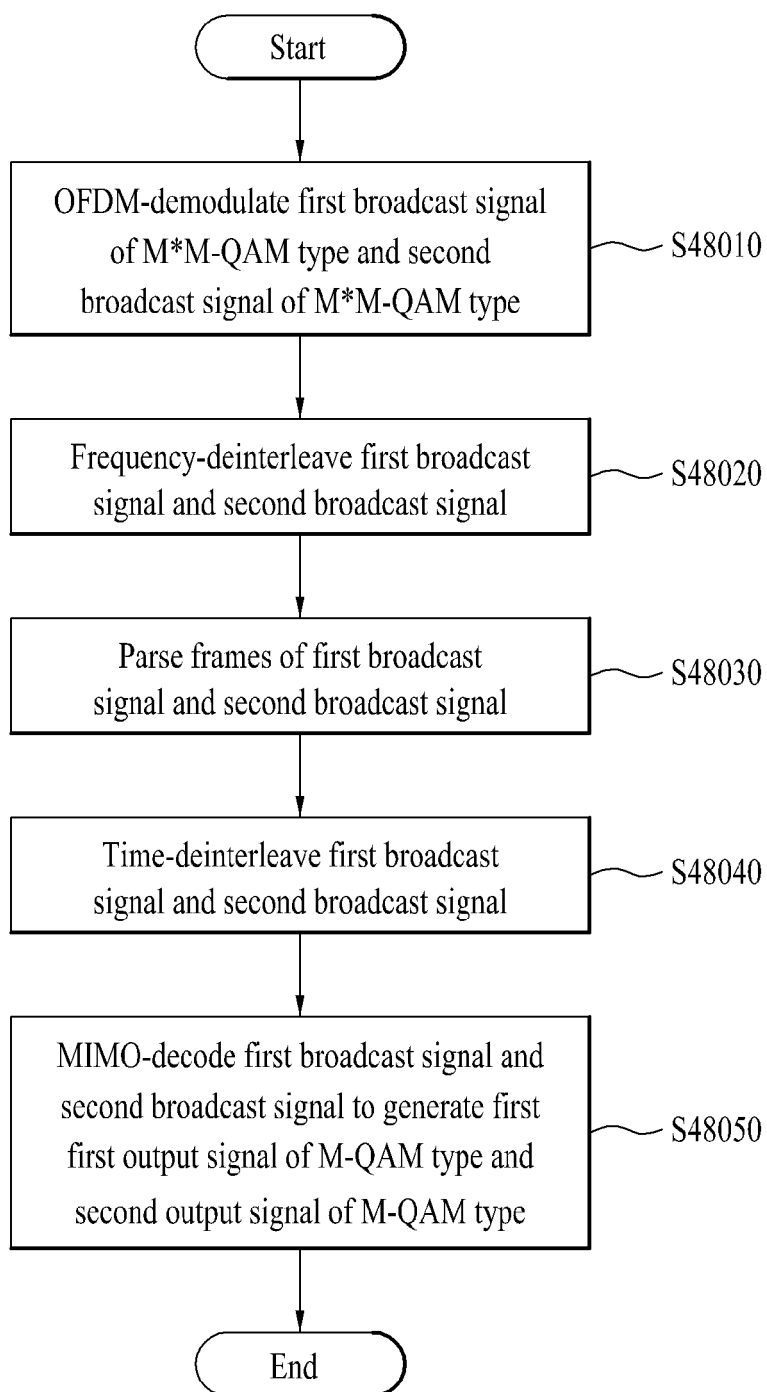 Start
OFDM-demodulate first broadcast signal
of M*M-QAM type and second
broadcast signal of M*M-QAM type
S48010
Frequency-deinterleave first broadcast
signal and second broadcast signal
S48020
Parse frames of first broadcast
signal and second broadcast signal
S48030
Time-deinterleave first broadcast
signal and second broadcast signal
S48040
MIMO-decode first broadcast signal and
second broadcast signal to generate first
first output signal of M-QAM type and
second output signal of M-QAM type
S48050
End